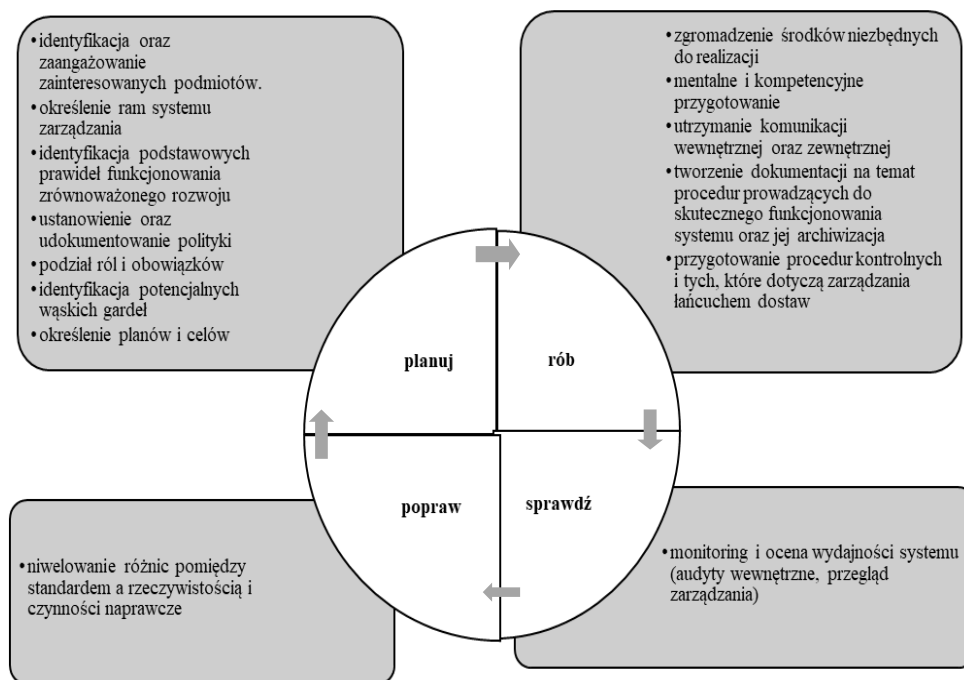 •identyfikacja oraz
zaangażowanie
zainteresowanych podmiotów.
•określenie ram systemu
zarządzania
•identyfikacja podstawowych
prawideł funkcjonowania
zrównoważonego rozwoju
•ustanowienie oraz
udokumentowanie polityki
•podział ról i obowiązków
•identyfikacja potencjalnych
wąskich gardeł
•określenie planów i celów
•zgromadzenie środków niezbędnych
do realizacji
•mentalne i kompetencyjne
przygotowanie
•utrzymanie komunikacji
wewnętrznej oraz zewnętrznej
•tworzenie dokumentacji na temat
procedur prowadzących do
skutecznego funkcjonowania
systemu oraz jej archiwizacja
•przygotowanie procedur kontrolnych
i tych, które dotyczą zarządzania
łańcuchem dostaw
planuj
rób
popraw
sprawdź
•niwelowanie różnic pomiędzy
standardem a rzeczywistością i
czynności naprawcze
•monitoring i ocena wydajności systemu
(audyty wewnętrzne, przegląd
zarządzania)